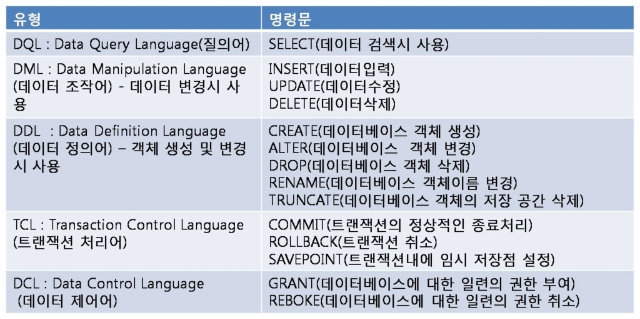 유형 명령문
DQL : Data Query Language(질의어) SELECT(데이터 검색시 사용)
DML : Data Manipulation Language
(데이터 조작어) - 데이터 변경시 사
용
INSERT(데이터입력)
UPDATE(데이터수정)
DELETE(데이터삭제)
DDL : Data Definition Language
(데이터 정의어) – 객체 생성 및 변경
시 사용
CREATE(데이터베이스 객체 생성)
ALTER(데이터베이스 객체 변경)
DROP(데이터베이스 객체 삭제)
RENAME(데이터베이스 객체이름 변경)
TRUNCATE(데이터베이스 객체의 저장 공간 삭제)
TCL : Transaction Control Language
(트랜잭션 처리어)
COMMIT(트랜잭션의 정상적인 종료처리)
ROLLBACK(트랜잭션 취소)
SAVEPOINT(트랜잭션내에 임시 저장점 설정)
DCL : Data Control Language
(데이터 제어어)
GRANT(데이터베이스에 대한 일련의 권한 부여)
REBOKE(데이터베이스에 대한 일련의 권한 취소)